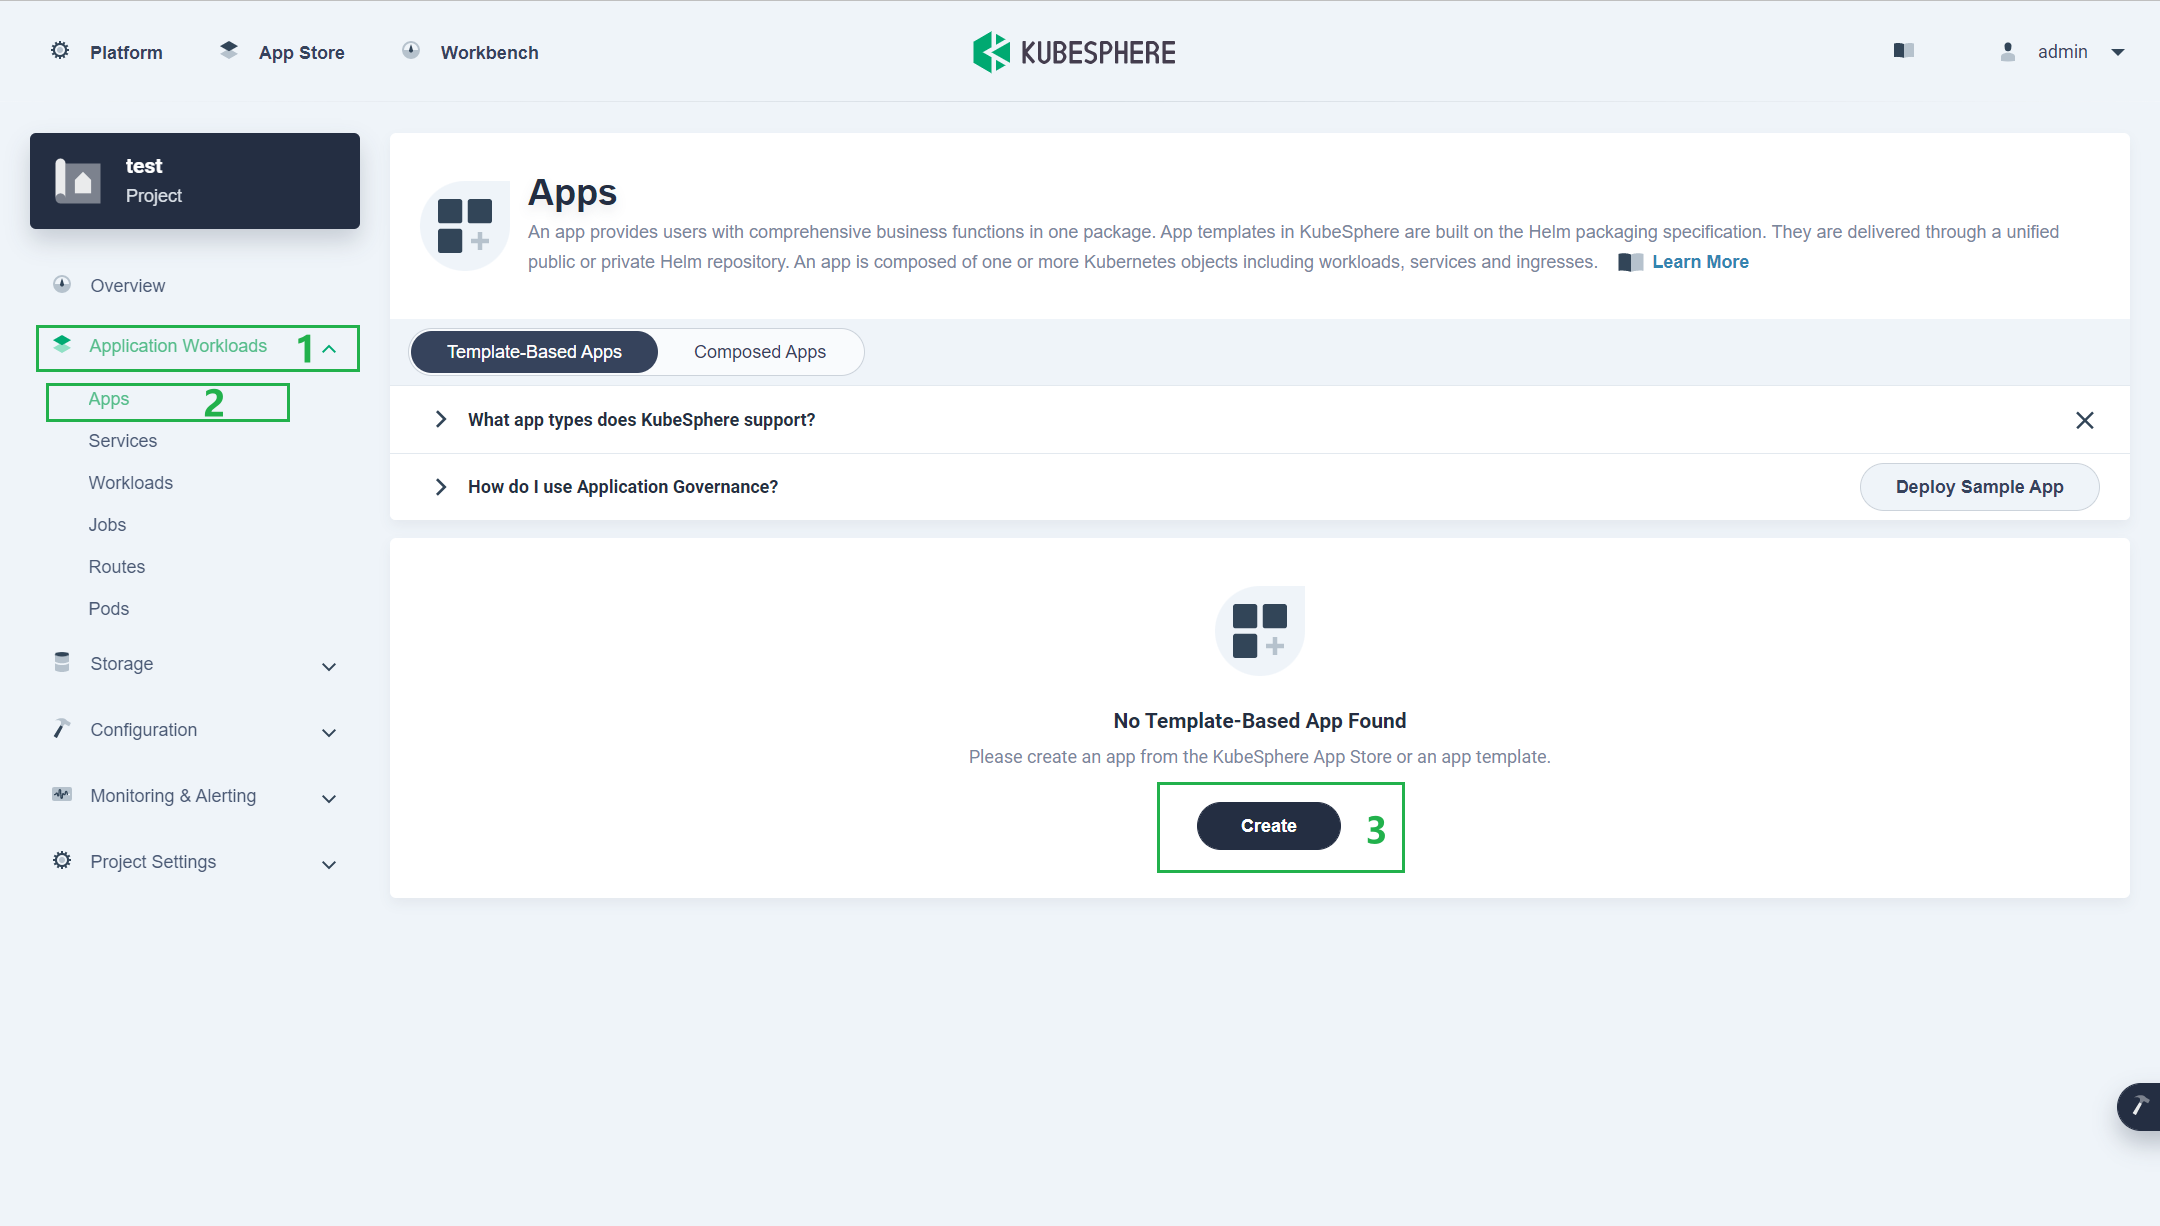 Platform
App Store
Workbench
KUBESPHERE
admin
test
Project
Overview
Application Workloads
1
Apps
2
Services
Workloads
Jobs
Routes
Pods
Storage
Configuration
Monitoring & Alerting
Project Settings
Apps
An app provides users with comprehensive business functions in one package. App templates in KubeSphere are built on the Helm packaging specification. They are delivered through a unified
public or private Helm repository. An app is composed of one or more Kubernetes objects including workloads, services and ingresses. Learn More
Template-Based Apps
Composed Apps
What app types does KubeSphere support?
How do I use Application Governance?
Deploy Sample App
No Template-Based App Found
Please create an app from the KubeSphere App Store or an app template.
Create
3